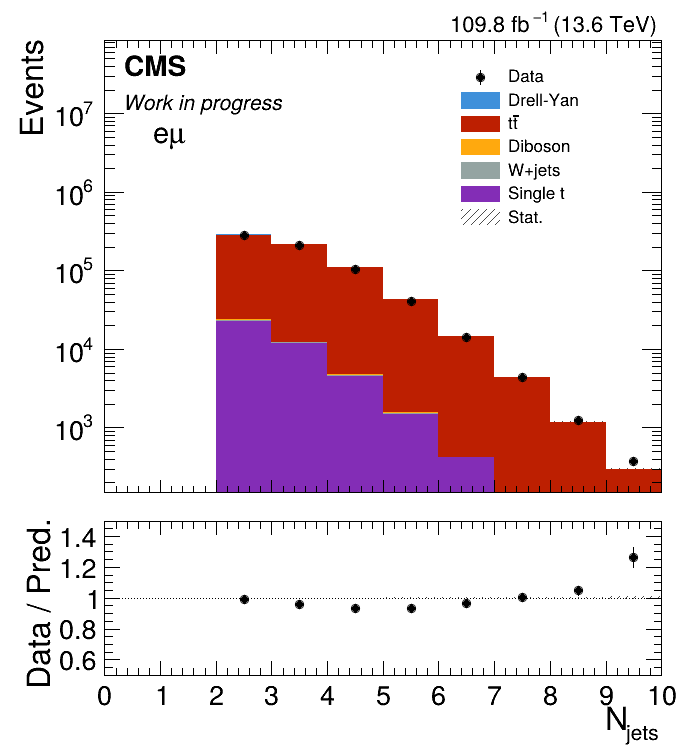 109.8 fb⁻¹ (13.6 TeV)
CMS
Work in progress
eμ
Data
Drell-Yan
tt̄
Diboson
W+jets
Single t
Stat.
Events
10⁷
10⁶
10⁵
10⁴
10³
Data / Pred.
1.4
1.2
1
0.8
0.6
0 1 2 3 4 5 6 7 8 9 10
N_jets